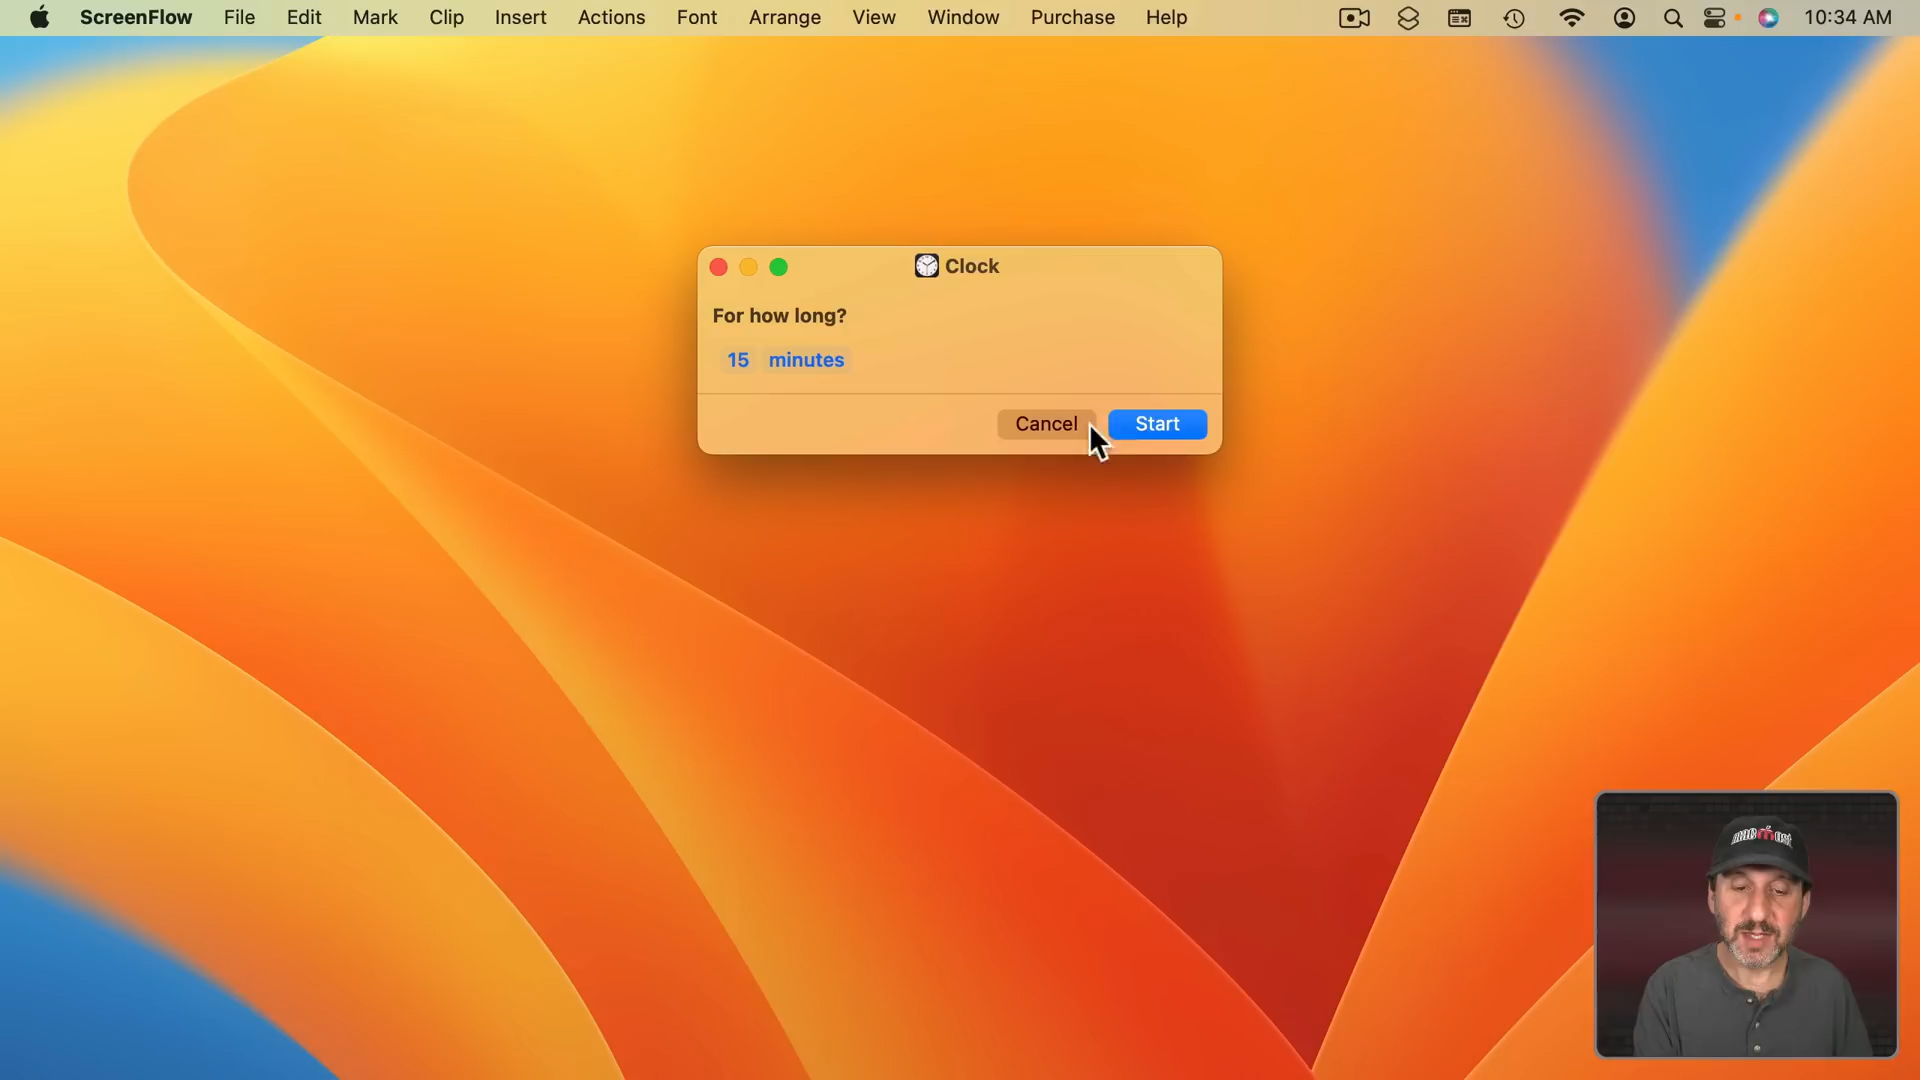 ScreenFlow File Edit Mark Clip Insert Actions Font Arrange View Window Purchase Help 10:34 AM
Clock
For how long?
15 minutes
Cancel Start
macmost